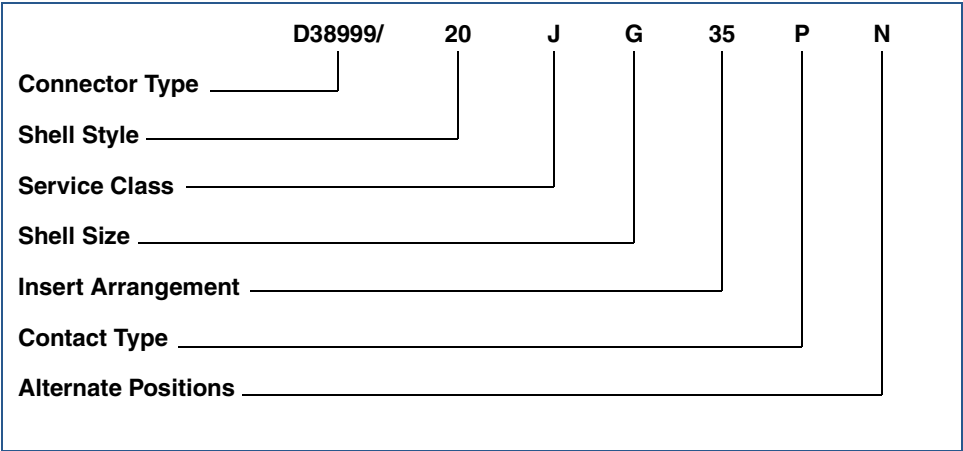 D38999/ 20 J G 35 P N
Connector Type
Shell Style
Service Class
Shell Size
Insert Arrangement
Contact Type
Alternate Positions